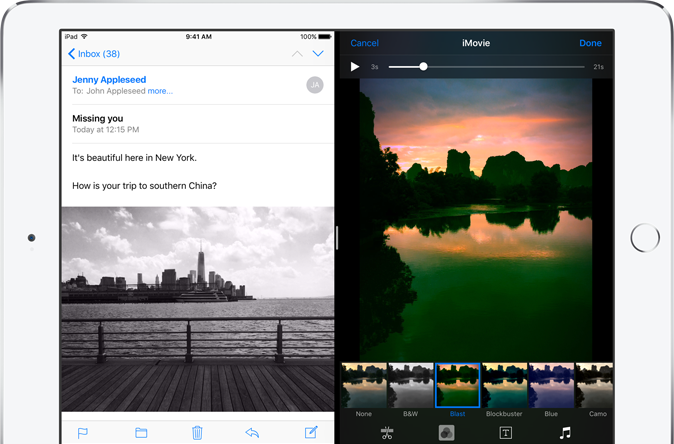 iPad 9:41 AM 100%
Inbox (38)
Jenny Appleseed
To: John Appleseed more...
JA
Missing you
Today at 12:15 PM
It's beautiful here in New York.
How is your trip to southern China?
Cancel iMovie Done
3s 21s
None B&W Blast Blockbuster Blue Camo
T